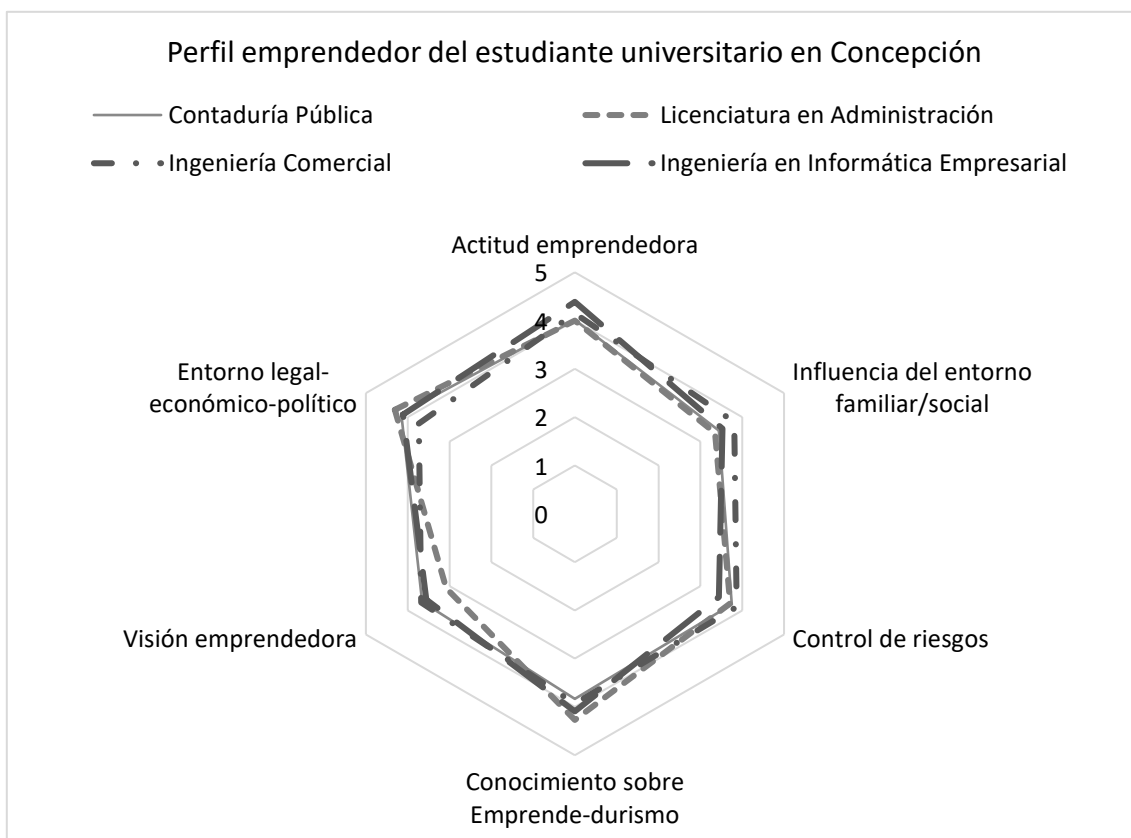 Perfil emprendedor del estudiante universitario en Concepción
Contaduría Pública
Licenciatura en Administración
Ingeniería Comercial
Ingeniería en Informática Empresarial
Actitud emprendedora
5
4
3
2
1
0
Influencia del entorno
familiar/social
Control de riesgos
Conocimiento sobre
Emprende-durismo
Visión emprendedora
Entorno legal-
económico-político